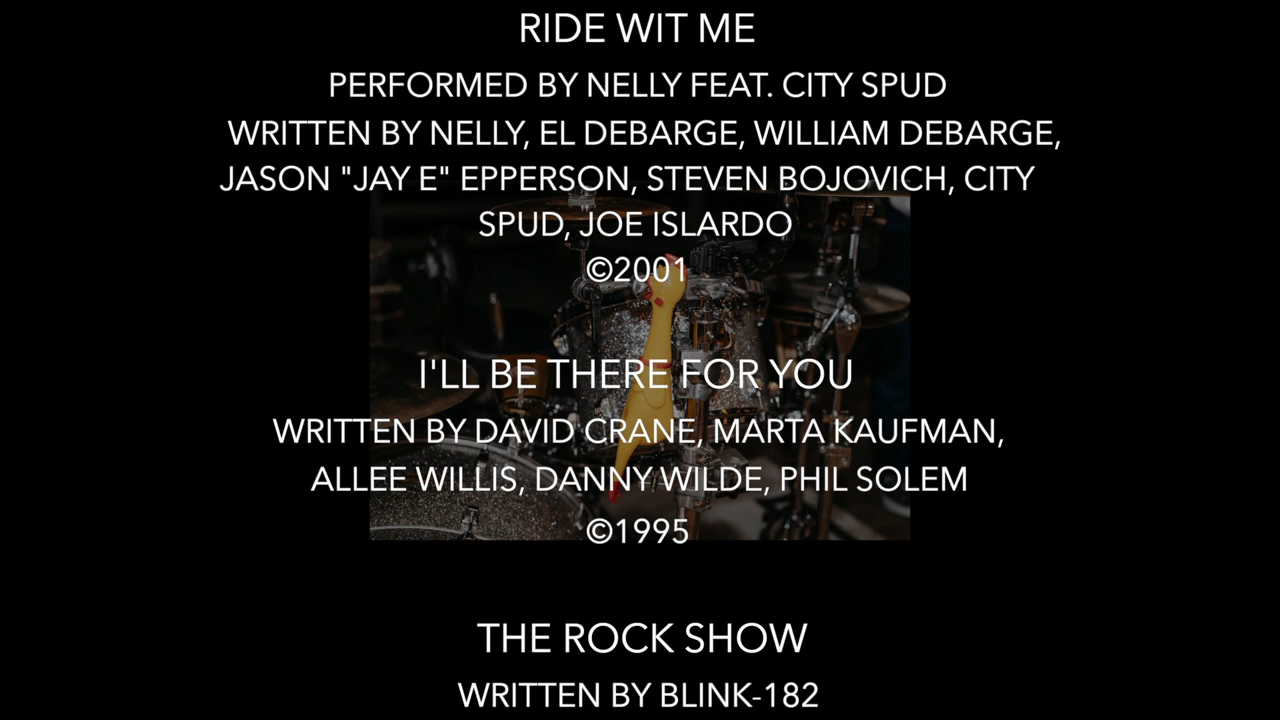 RIDE WIT ME
PERFORMED BY NELLY FEAT. CITY SPUD
WRITTEN BY NELLY, EL DEBARGE, WILLIAM DEBARGE,
JASON "JAY E" EPPERSON, STEVEN BOJOVICH, CITY
SPUD, JOE ISLARDO
©2001
I'LL BE THERE FOR YOU
WRITTEN BY DAVID CRANE, MARTA KAUFMAN,
ALLEE WILLIS, DANNY WILDE, PHIL SOLEM
©1995
THE ROCK SHOW
WRITTEN BY BLINK-182